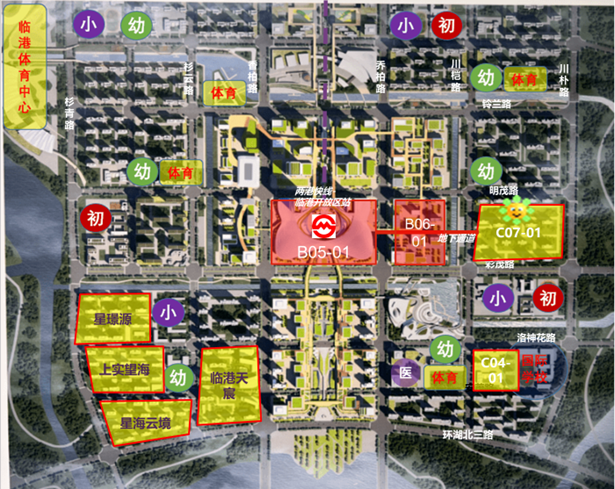 临港体育中心
小
幼
小
初
杉青路
杉云路
香柏路
乔柏路
川桤路
川朴路
体育
幼
体育
铃兰路
幼
体育
幼
明茂路
两港快线
临港开放区站
初
B05-01
B06-
01
地下通道
C07-01
彩茂路
星璟源
小
小
初
洛神花路
上实望海
幼
临港天宸
幼
医
体育
C04-
01
国际
学校
星海云境
环湖北三路